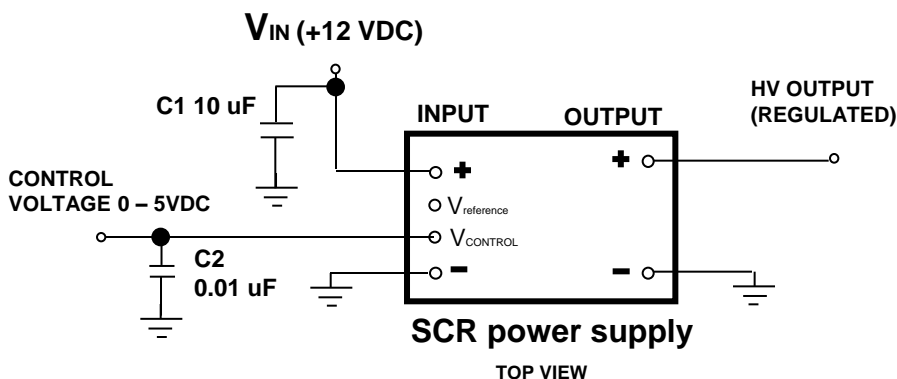 VIN (+12 VDC)
C1 10 uF
INPUT
OUTPUT
HV OUTPUT
(REGULATED)
+
+
CONTROL
VOLTAGE 0 – 5VDC
Vreference
VCONTROL
C2
0.01 uF
-
-
SCR power supply
TOP VIEW